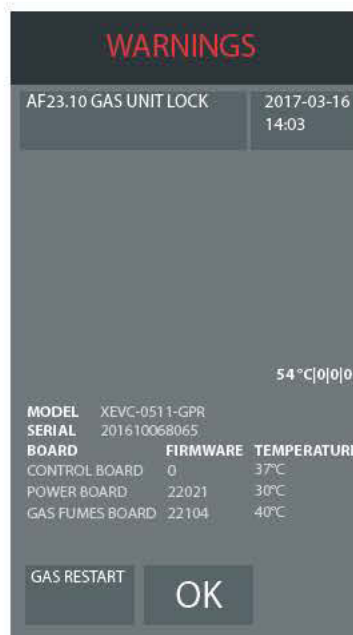 WARNINGS
AF23.10 GAS UNIT LOCK 2017-03-16
14:03
54°C|0|0|0
MODEL XEVC-0511-GPR
SERIAL 201610068065
BOARD FIRMWARE TEMPERATURE
CONTROL BOARD 0 37°C
POWER BOARD 22021 30°C
GAS FUMES BOARD 22104 40°C
GAS RESTART OK